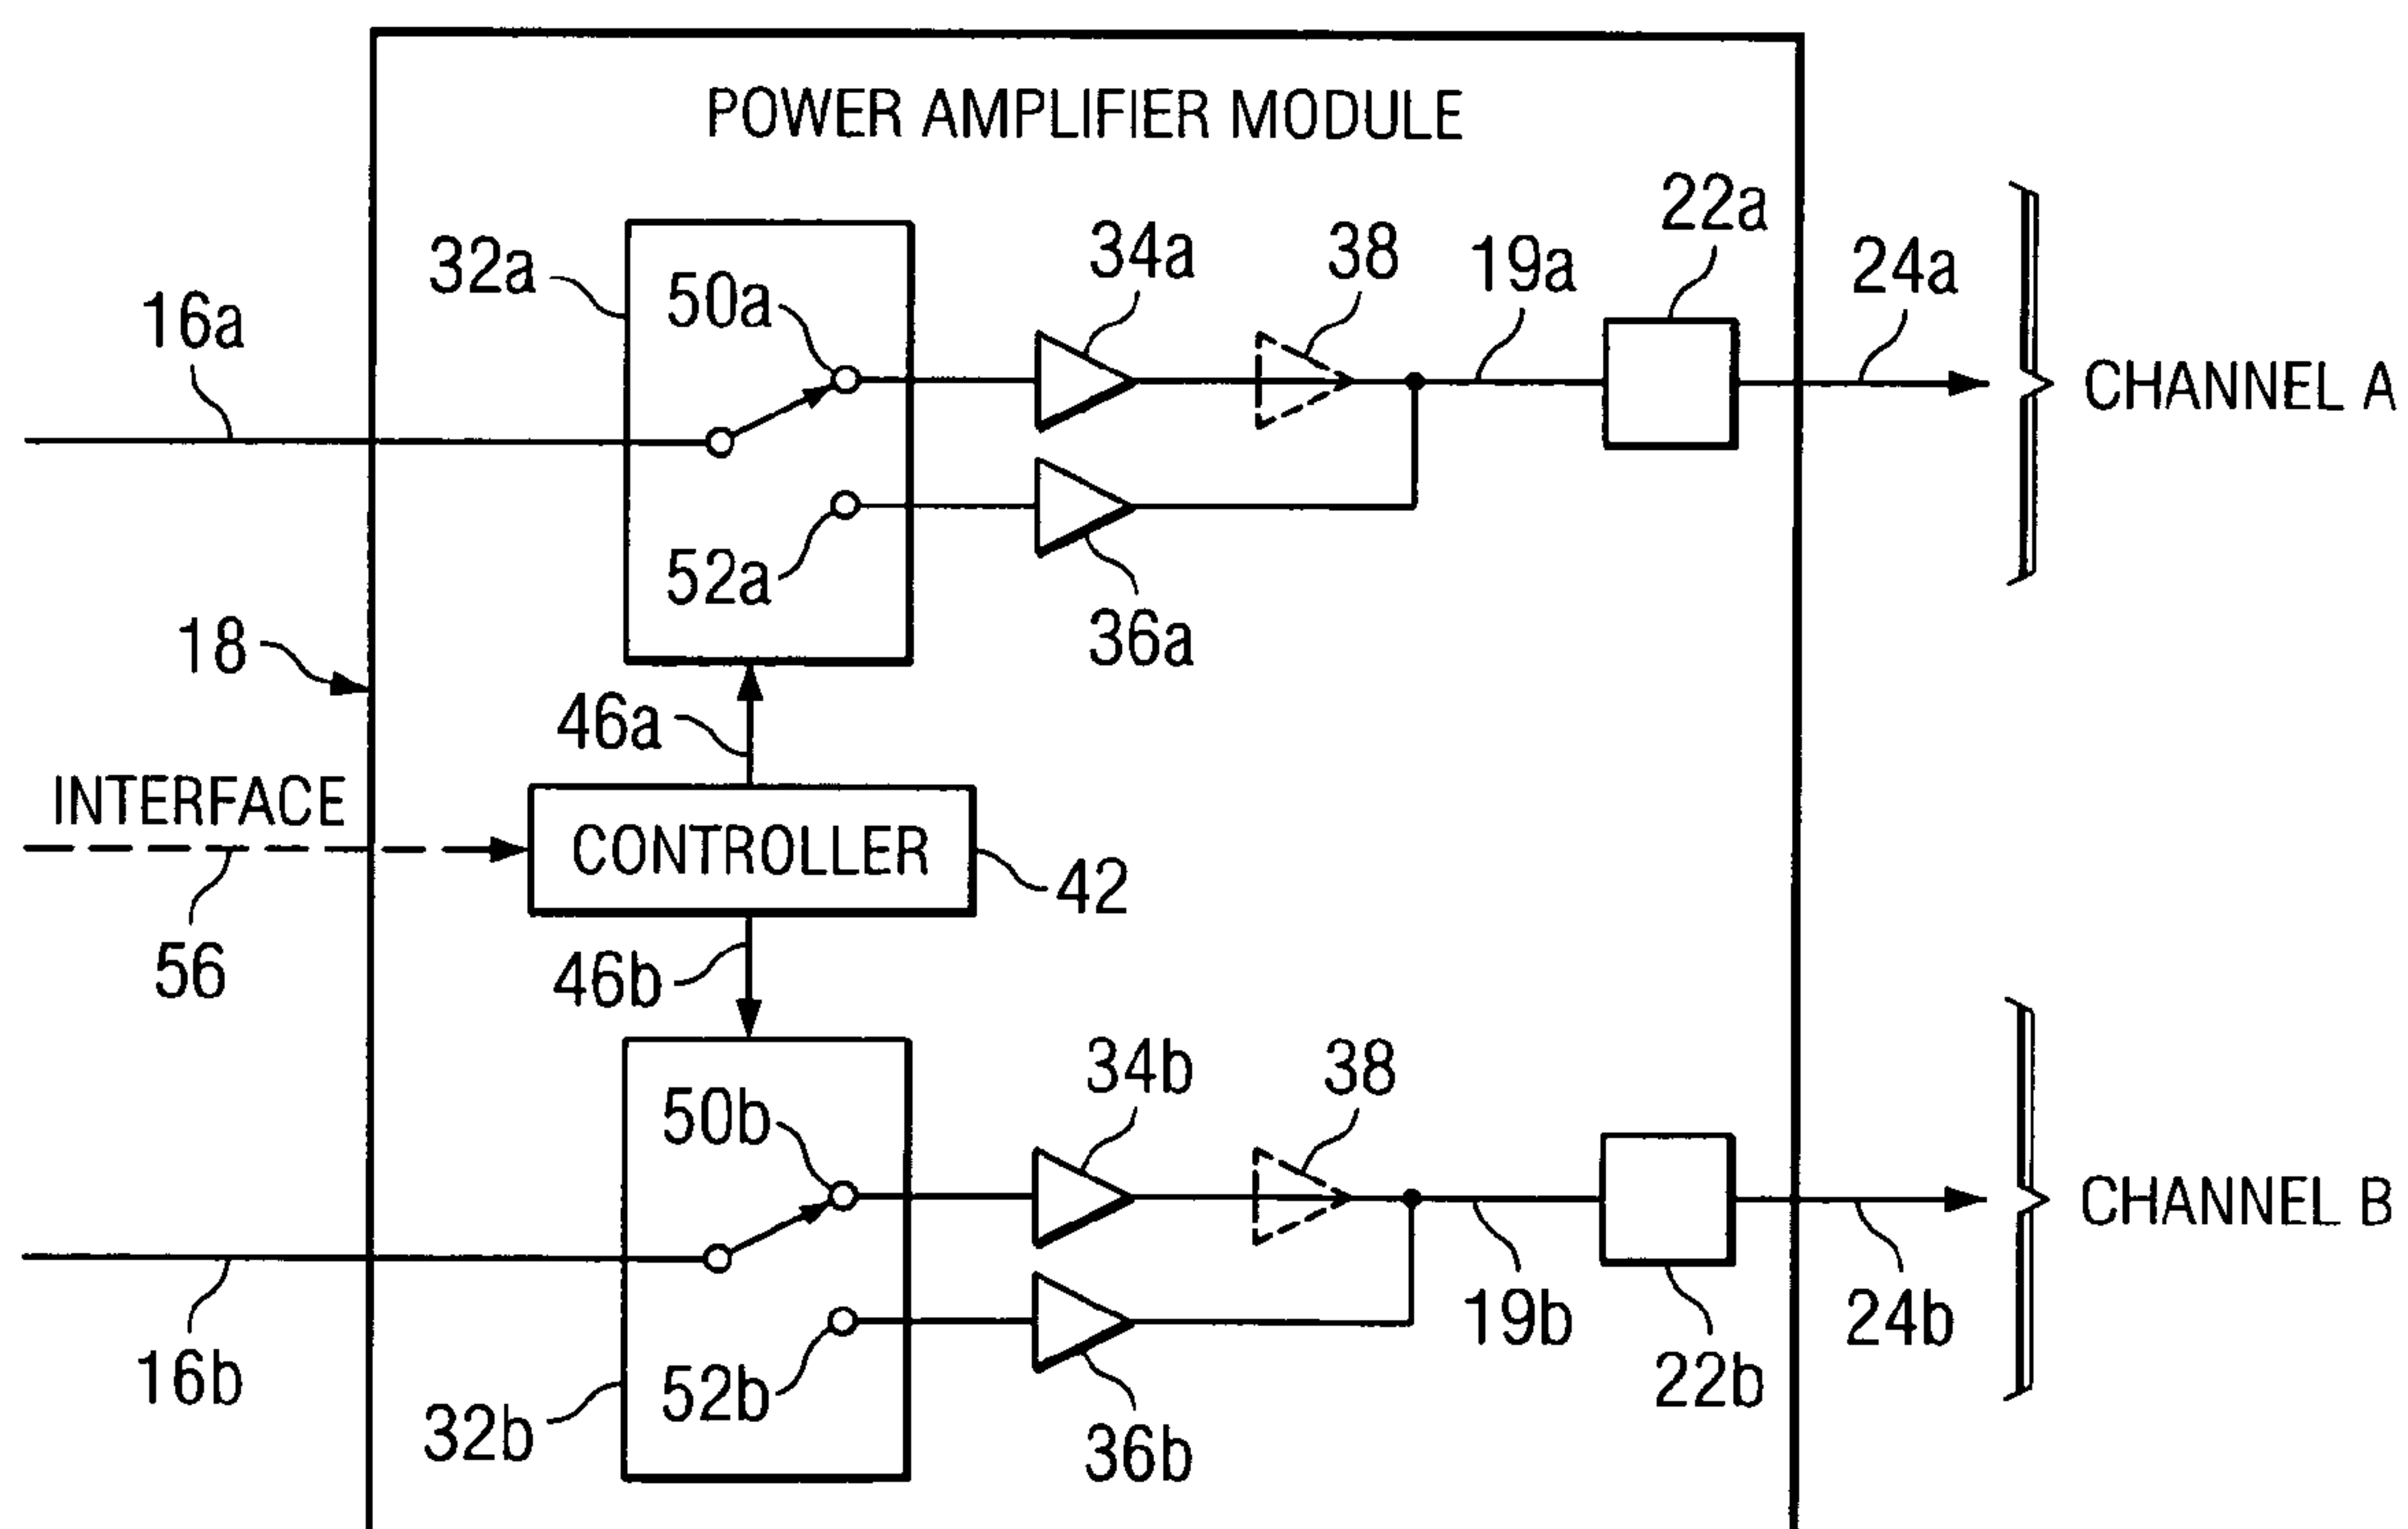 POWER AMPLIFIER MODULE
22a
34a
38
19a
24a
32a
50a
16a
CHANNEL A
52a
36a
18
46a
INTERFACE
CONTROLLER
42
56
46b
34b
38
50b
CHANNEL B
19b
24b
16b
52b
22b
32b
36b